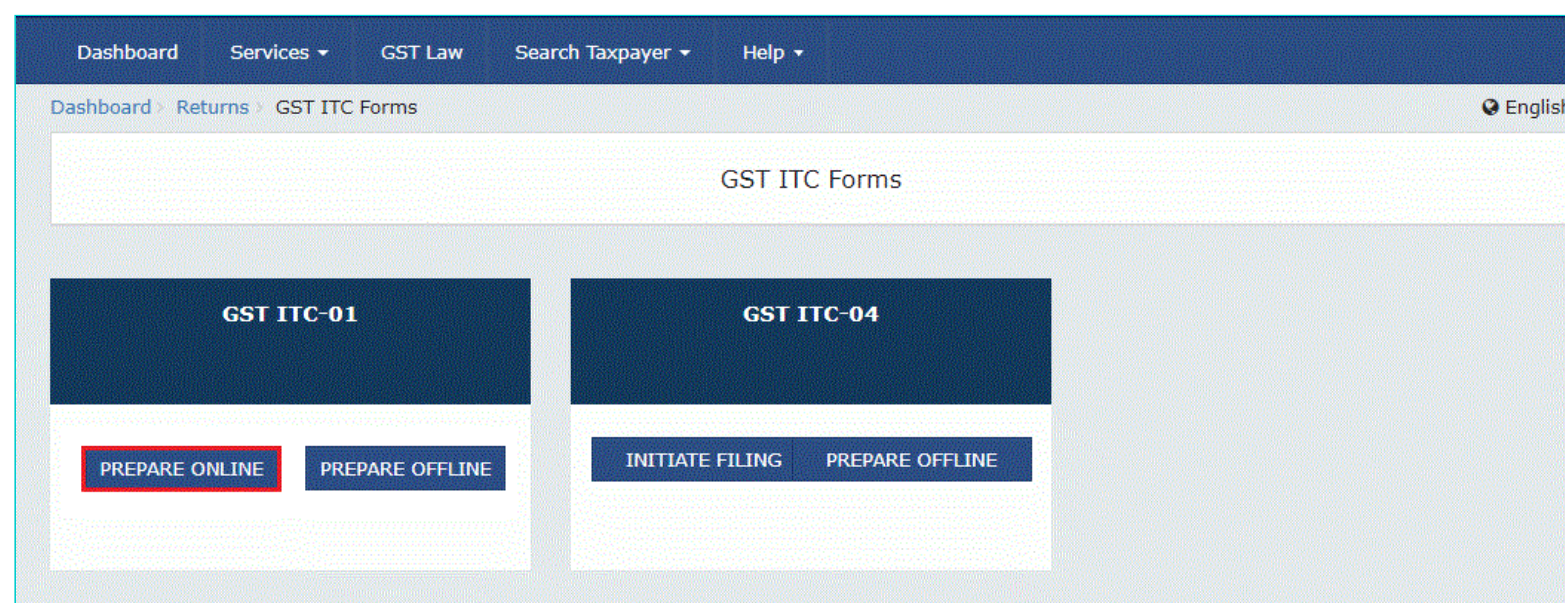 Dashboard Services GST Law Search Taxpayer Help
Dashboard > Returns > GST ITC Forms English
GST ITC Forms
GST ITC-01 GST ITC-04
PREPARE ONLINE PREPARE OFFLINE INITIATE FILING PREPARE OFFLINE